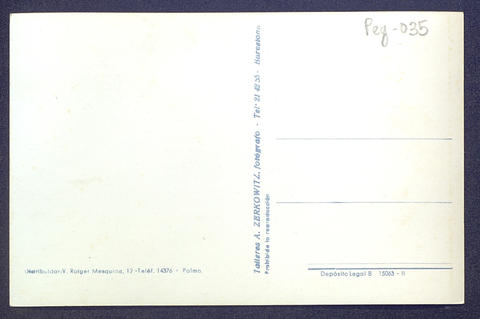 Peg-035
Talleres A. ZERKOWITZ, fotógrafo - Tel: 21 42 55 - Barcelona
Prohibida la reproducción
Distribuidor: V. Rotger Mesquida, 12 - Teléf. 14376 - Palma
Depósito Legal B 15063 - II